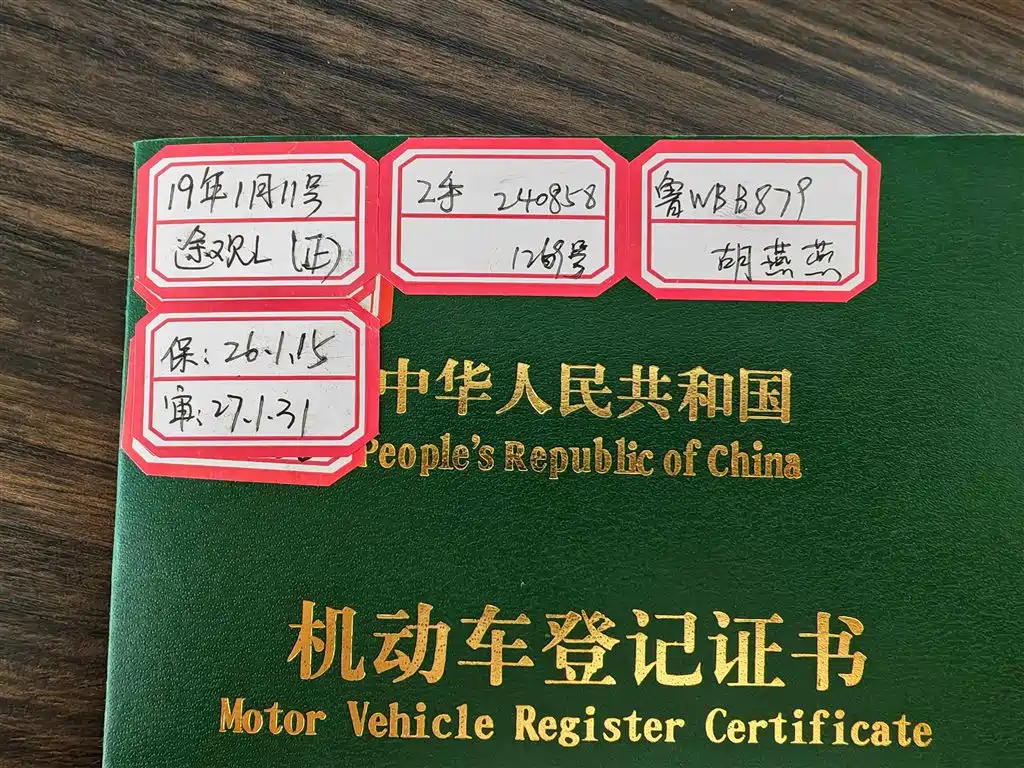 19年1月11号
途观L (正)
2手 240858
126号
鲁WBB879
胡燕燕
保:26.1.15
审:27.1.31
中华人民共和国
People's Republic of China
机动车登记证书
Motor Vehicle Register Certificate